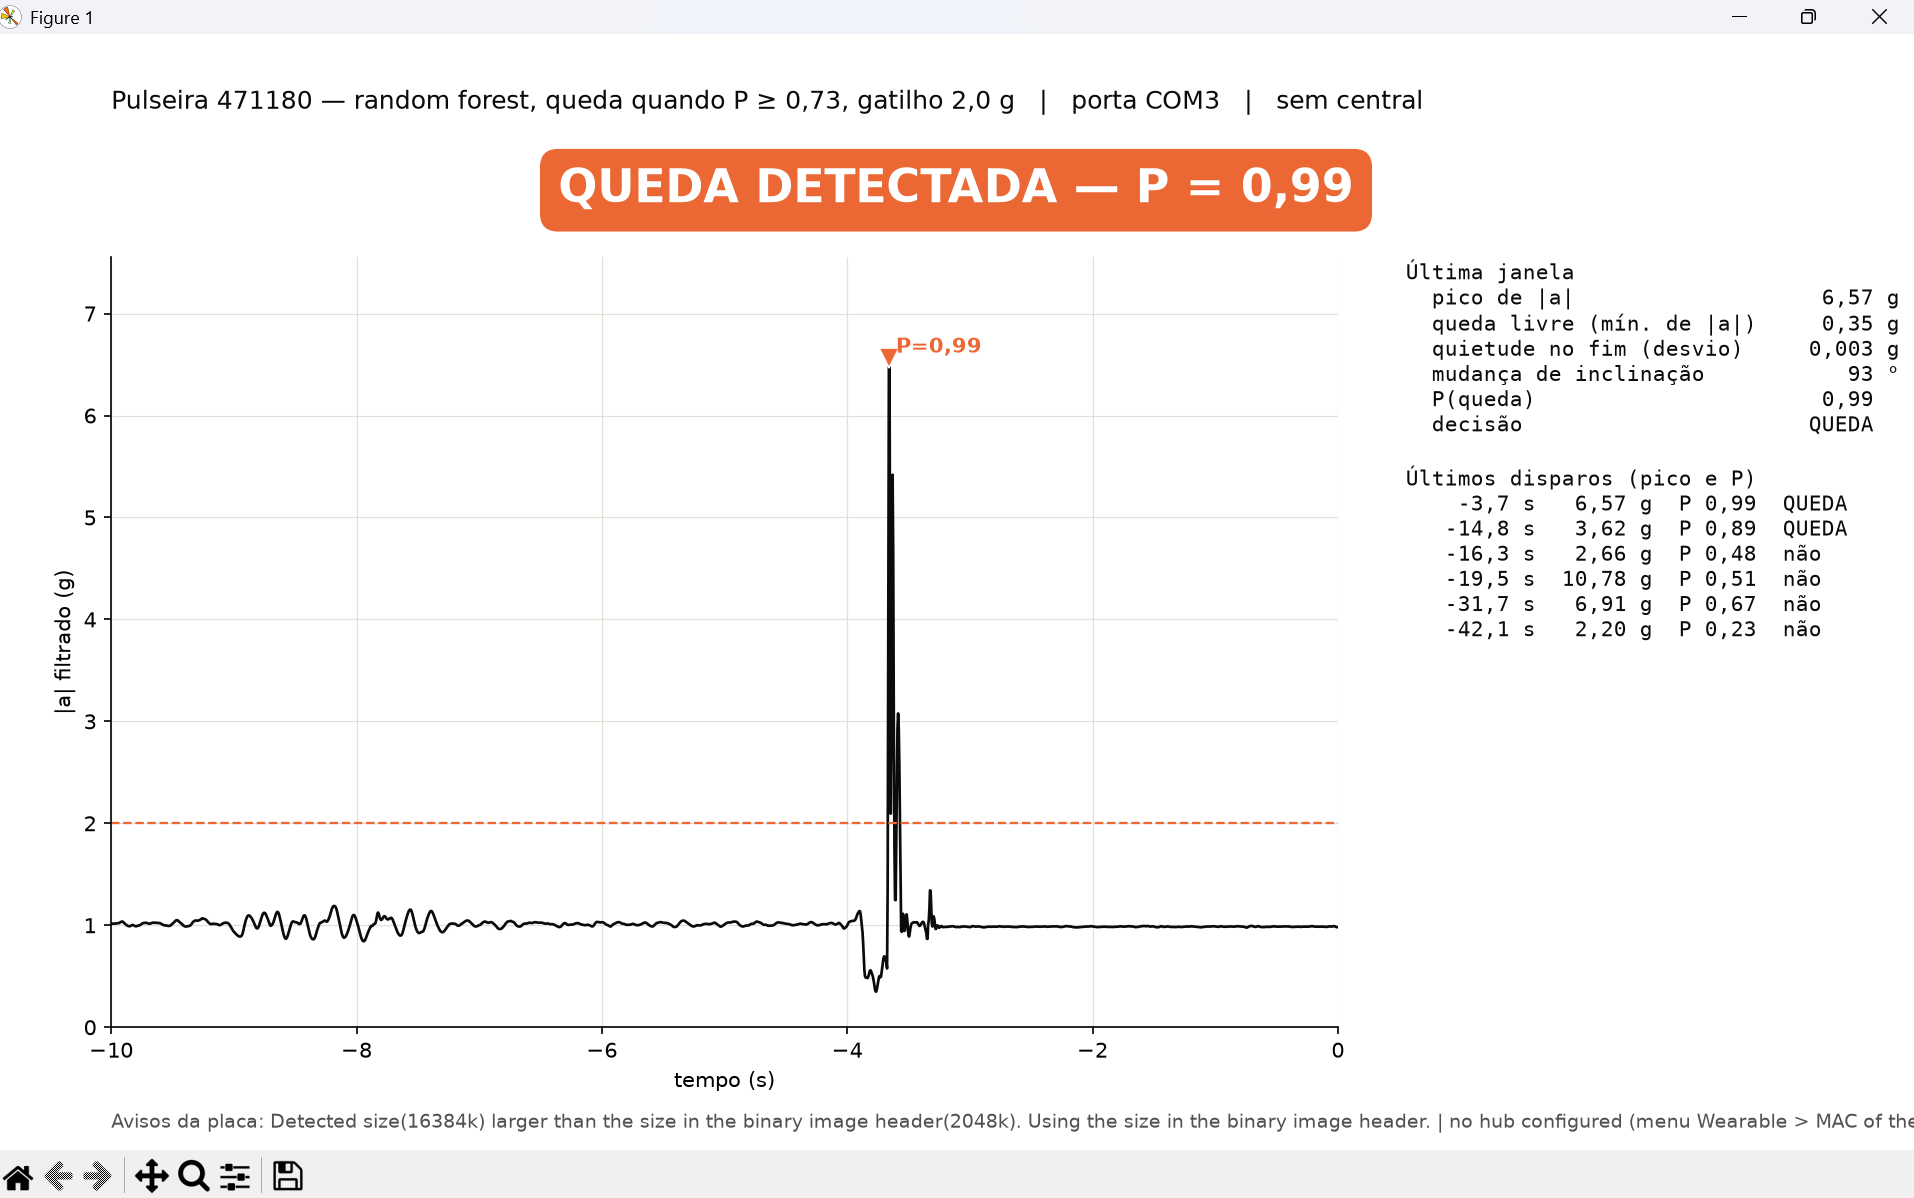 Figure 1
Pulseira 471180 — random forest, queda quando P ≥ 0,73, gatilho 2,0 g | porta COM3 | sem central
QUEDA DETECTADA — P = 0,99
Última janela
pico de |a| 6,57 g
queda livre (mín. de |a|) 0,35 g
quietude no fim (desvio) 0,003 g
mudança de inclinação 93 º
P(queda) 0,99
decisão QUEDA
Últimos disparos (pico e P)
-3,7 s 6,57 g P 0,99 QUEDA
-14,8 s 3,62 g P 0,89 QUEDA
-16,3 s 2,66 g P 0,48 não
-19,5 s 10,78 g P 0,51 não
-31,7 s 6,91 g P 0,67 não
-42,1 s 2,20 g P 0,23 não
P=0,99
|a| filtrado (g)
7
6
5
4
3
2
1
0
−10 −8 −6 −4 −2 0
tempo (s)
Avisos da placa: Detected size(16384k) larger than the size in the binary image header(2048k). Using the size in the binary image header. | no hub configured (menu Wearable > MAC of the